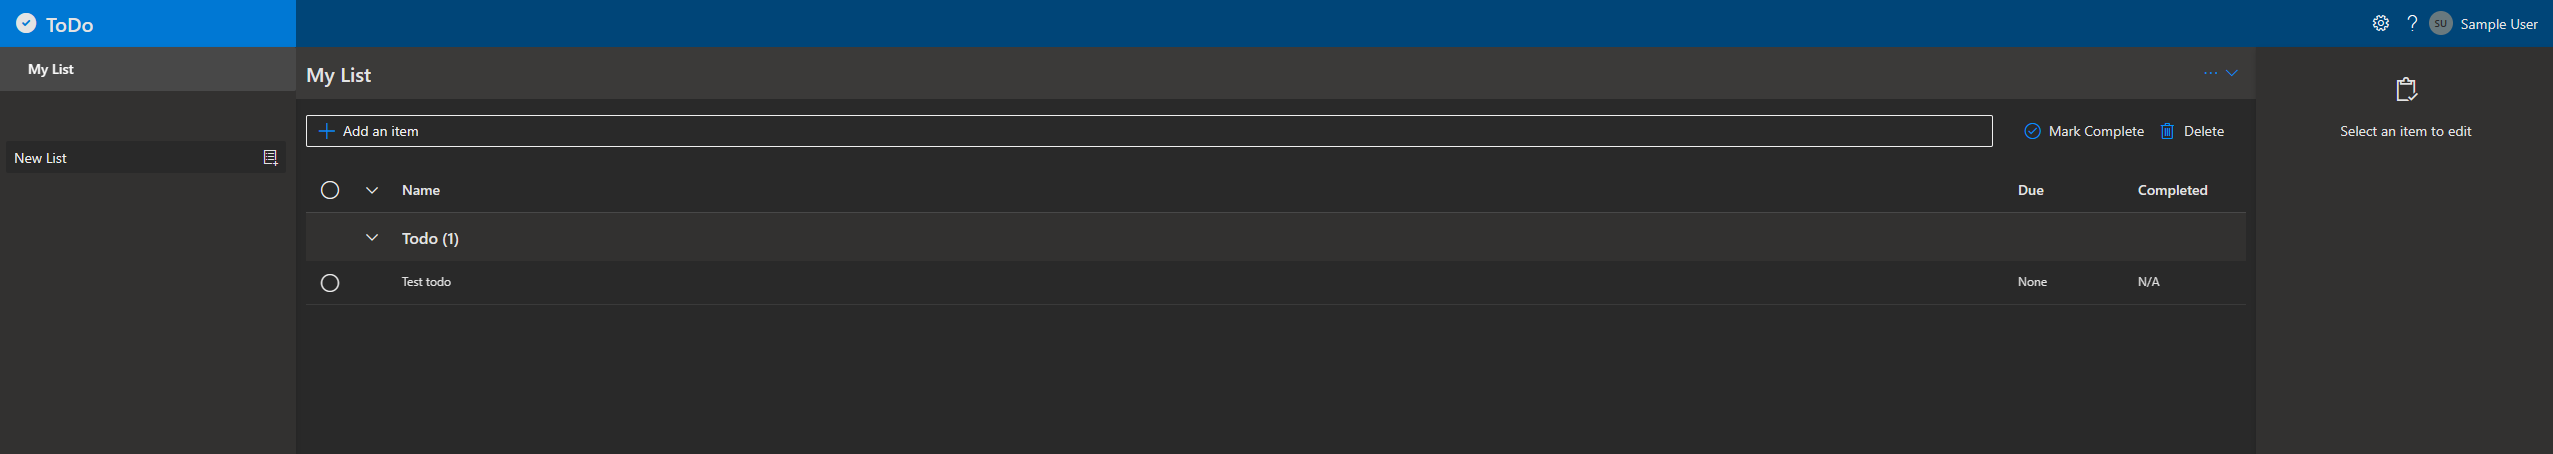 ToDo
SU Sample User
My List
My List
Add an item
Mark Complete
Delete
Select an item to edit
New List
Name Due Completed
Todo (1)
Test todo None N/A